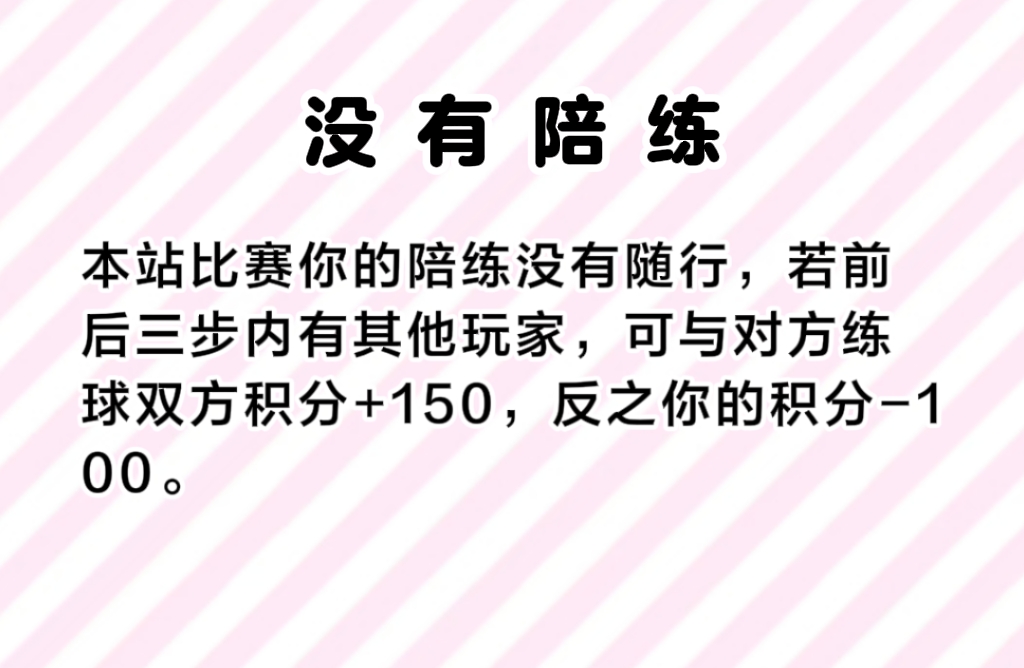 没有陪练
本站比赛你的陪练没有随行，若前
后三步内有其他玩家，可与对方练
球双方积分+150，反之你的积分-1
00。